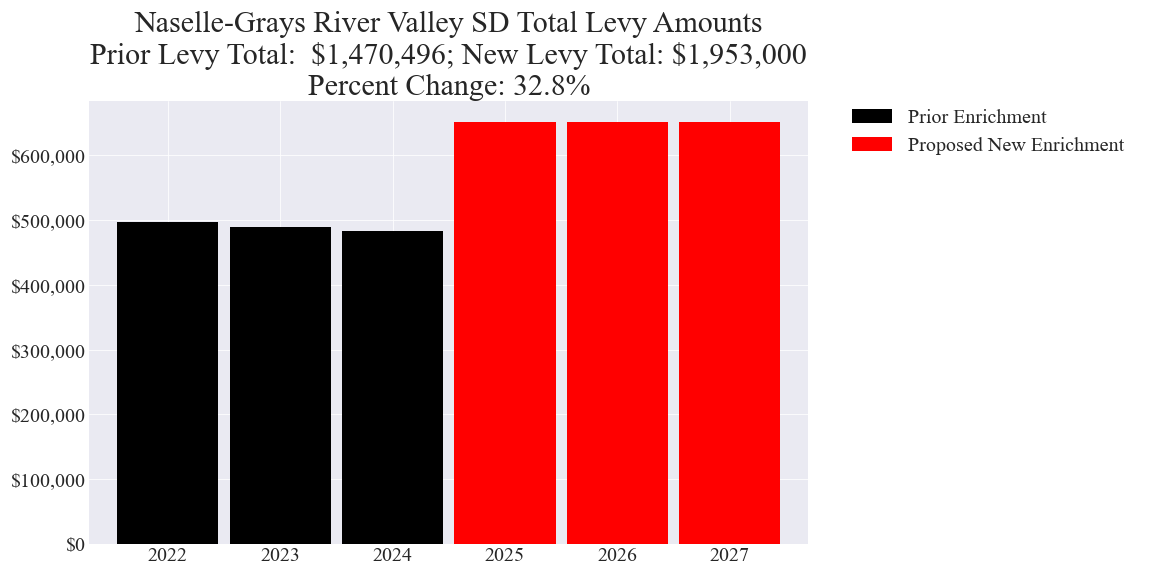 Naselle-Grays River Valley SD Total Levy Amounts
Prior Levy Total:  $1,470,496; New Levy Total: $1,953,000
Percent Change: 32.8%
Prior Enrichment
Proposed New Enrichment
$600,000
$500,000
$400,000
$300,000
$200,000
$100,000
$0
2022 2023 2024 2025 2026 2027